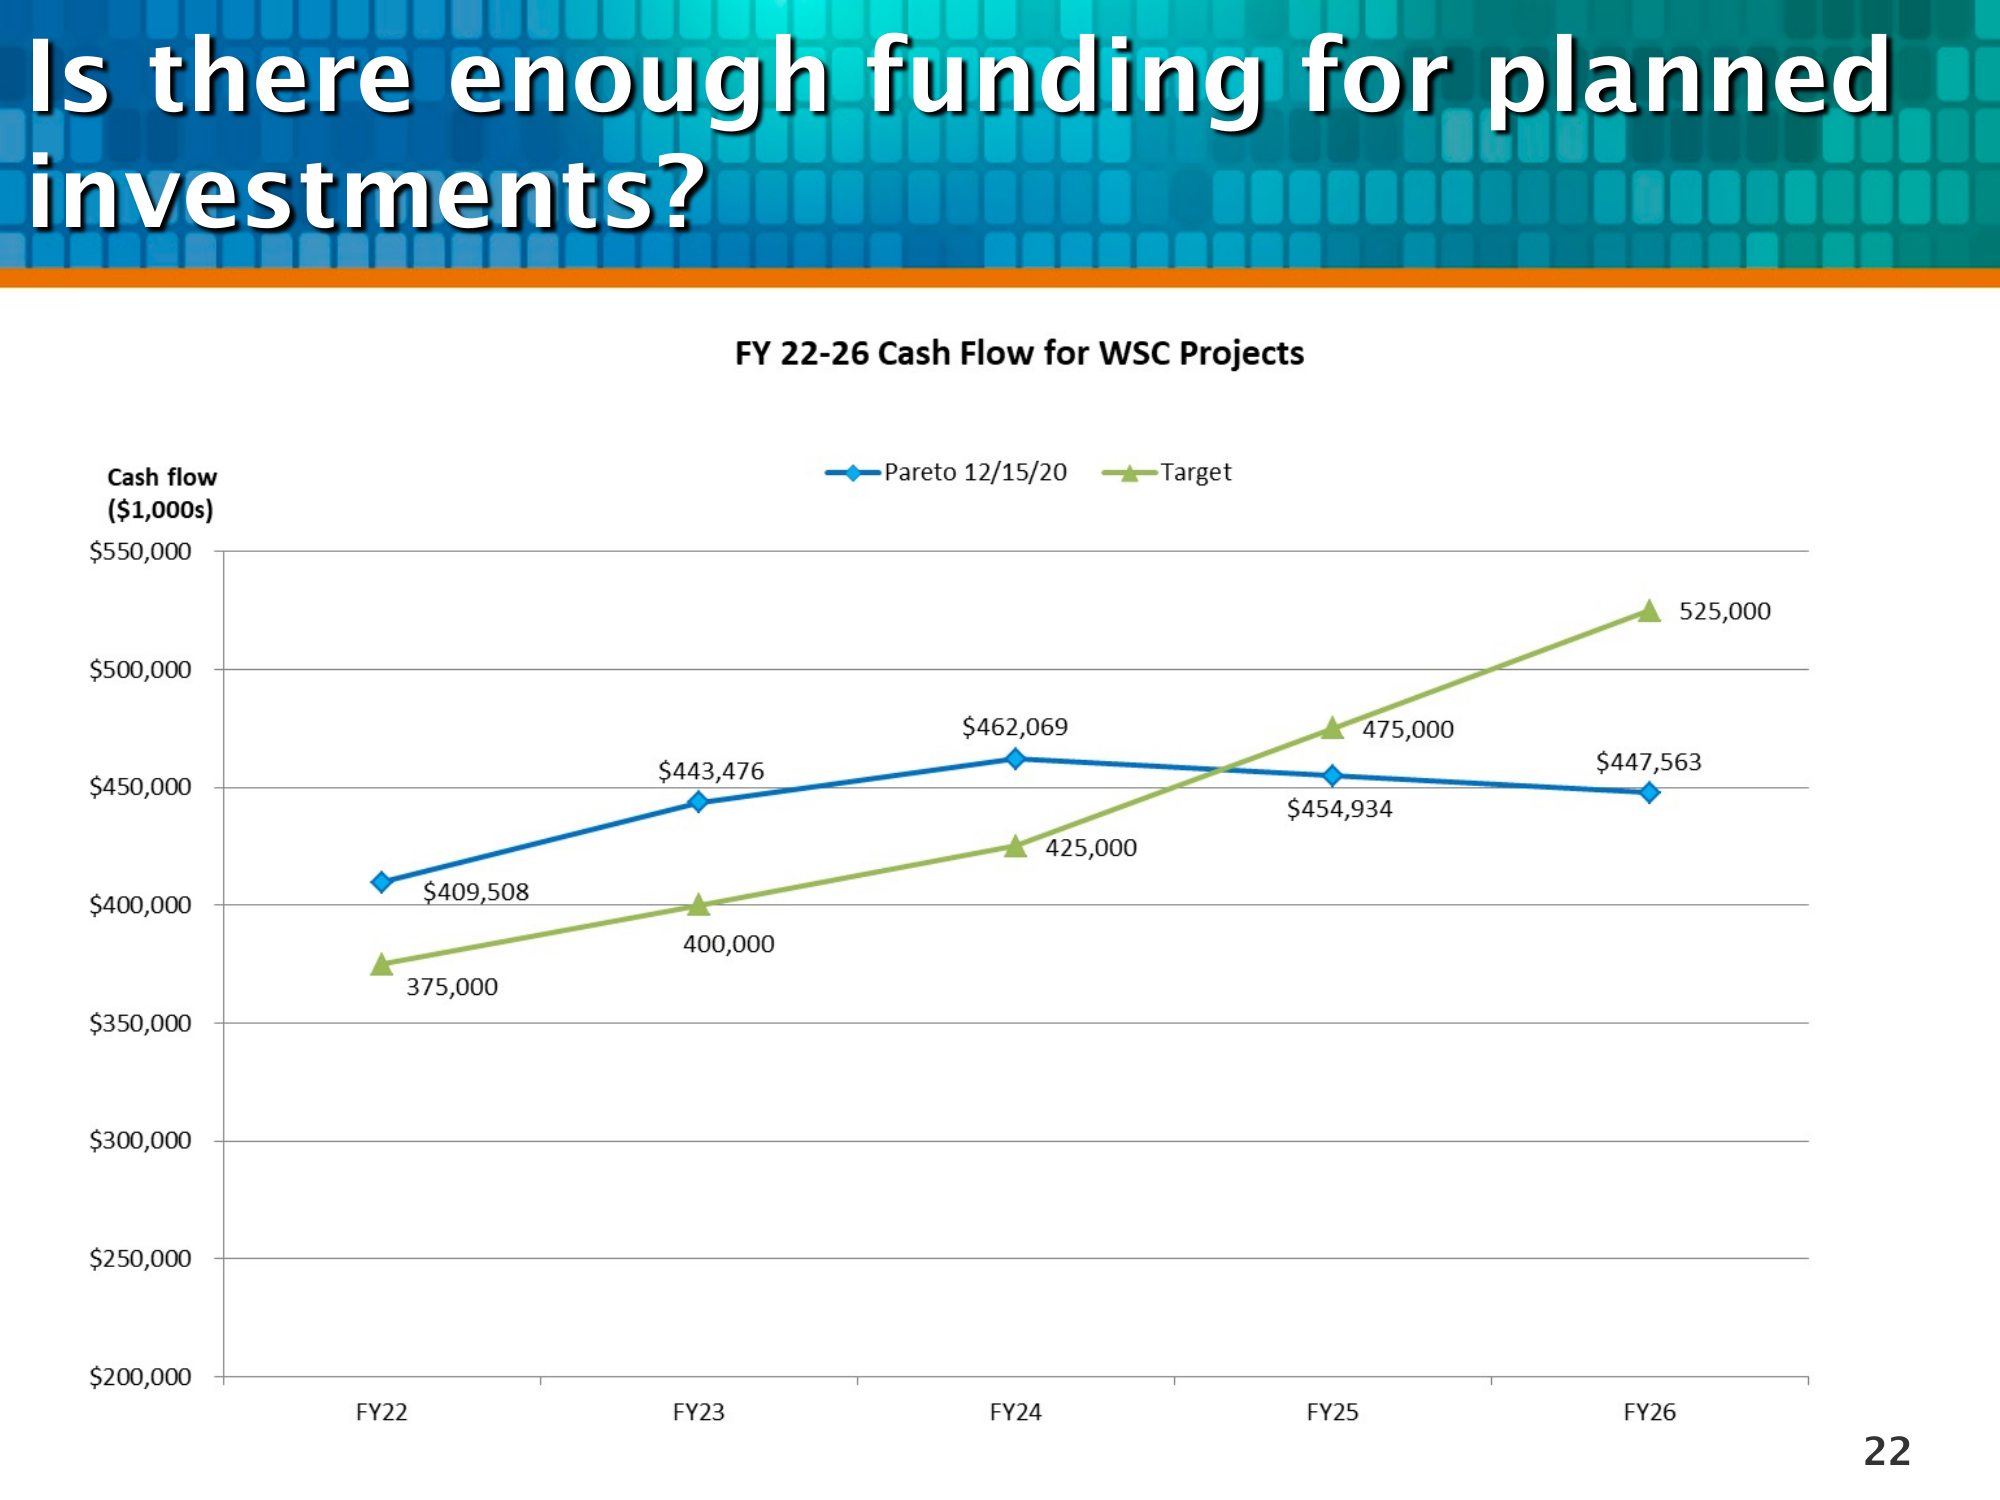 Is there enough funding for planned
investments?
FY 22-26 Cash Flow for WSC Projects
Pareto 12/15/20 Target
Cash flow
($1,000s)
$550,000
525,000
$500,000
$462,069
475,000
$447,563
$443,476
$450,000
$454,934
425,000
$409,508
$400,000
400,000
375,000
$350,000
$300,000
$250,000
$200,000
FY22 FY23 FY24 FY25 FY26
22